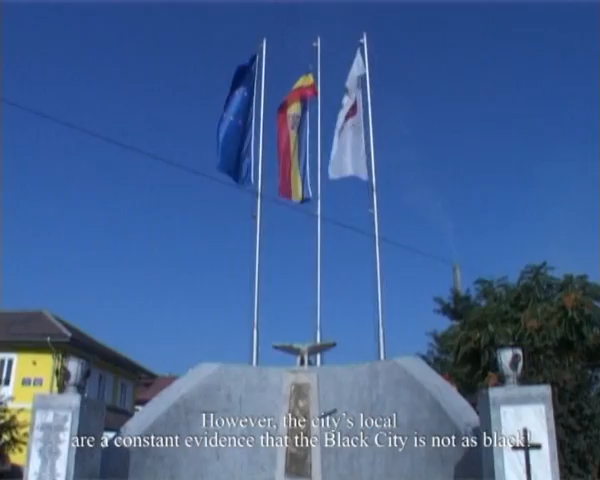 However, the city's local
are a constant evidence that the Black City is not as black!